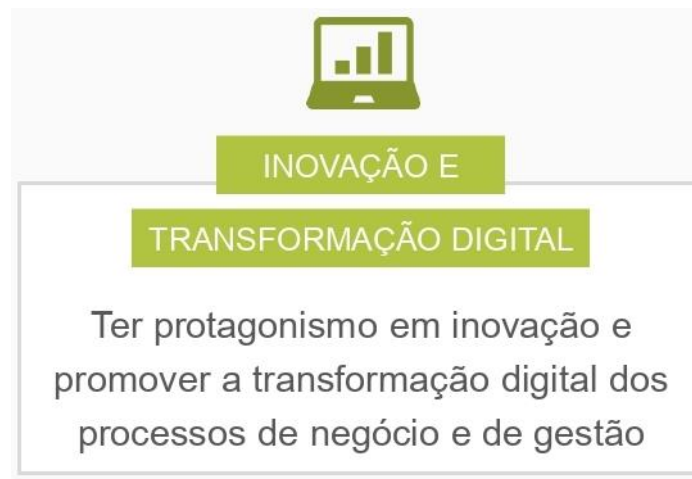 INOVAÇÃO E
TRANSFORMAÇÃO DIGITAL
Ter protagonismo em inovação e
promover a transformação digital dos
processos de negócio e de gestão